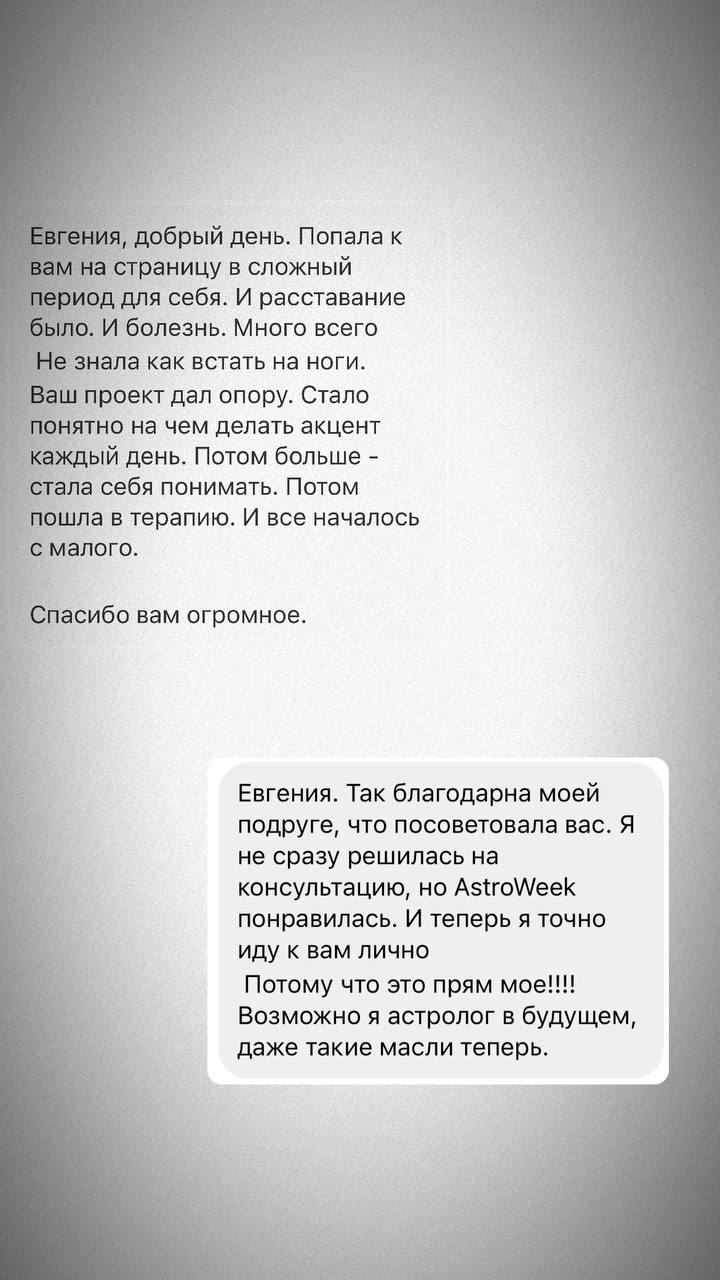 Евгения, добрый день. Попала к
вам на страницу в сложный
период для себя. И расставание
было. И болезнь. Много всего
Не знала как встать на ноги.
Ваш проект дал опору. Стало
понятно на чем делать акцент
каждый день. Потом больше -
стала себя понимать. Потом
пошла в терапию. И все началось
с малого.
Спасибо вам огромное.
Евгения. Так благодарна моей
подруге, что посоветовала вас. Я
не сразу решилась на
консультацию, но AstroWeek
понравилась. И теперь я точно
иду к вам лично
Потому что это прям мое!!!!
Возможно я астролог в будущем,
даже такие масли теперь.